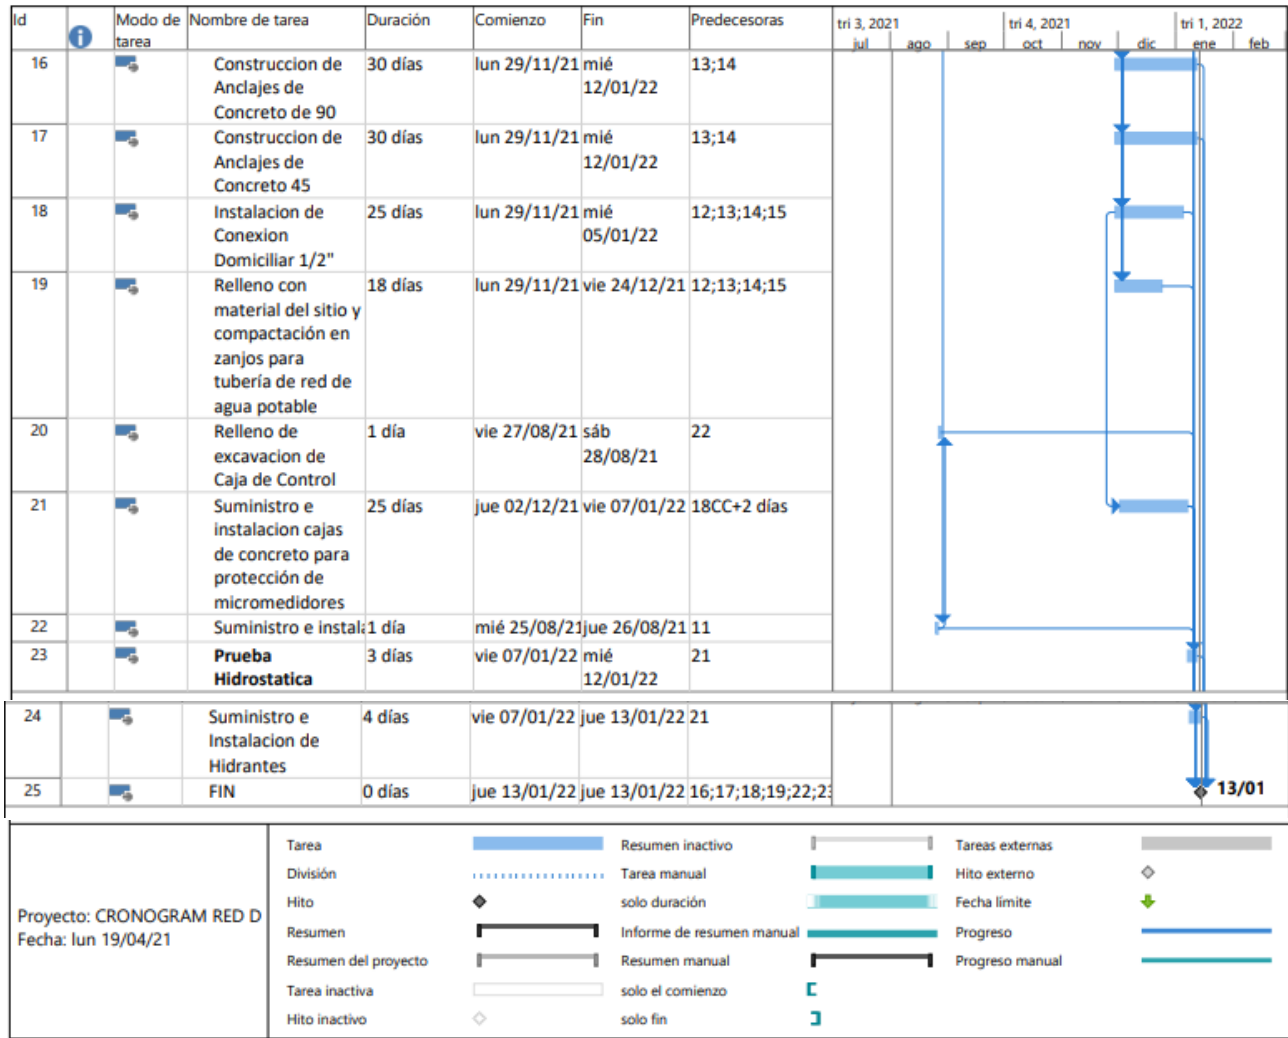 Id Modo de Nombre de tarea Duración Comienzo Fin Predecesoras tri 3, 2021 tri 4, 2021 tri 1, 2022
tarea jul ago sep oct nov dic ene feb
16 Construccion de 30 días lun 29/11/21 mié 13;14
Anclajes de 12/01/22
Concreto de 90
17 Construccion de 30 días lun 29/11/21 mié 13;14
Anclajes de 12/01/22
Concreto 45
18 Instalacion de 25 días lun 29/11/21 mié 12;13;14;15
Conexion 05/01/22
Domiciliar 1/2"
19 Relleno con 18 días lun 29/11/21 vie 24/12/21 12;13;14;15
material del sitio y
compactación en
zanjos para
tubería de red de
agua potable
20 Relleno de 1 día vie 27/08/21 sáb 22
excavacion de 28/08/21
Caja de Control
21 Suministro e 25 días jue 02/12/21 vie 07/01/22 18CC+2 días
instalacion cajas
de concreto para
protección de
micromedidores
22 Suministro e instala 1 día mié 25/08/21 jue 26/08/21 11
23 Prueba 3 días vie 07/01/22 mié 21
Hidrostatica 12/01/22
24 Suministro e 4 días vie 07/01/22 jue 13/01/22 21
Instalacion de
Hidrantes
25 FIN 0 días jue 13/01/22 jue 13/01/22 16;17;18;19;22;23 13/01
Proyecto: CRONOGRAM RED D
Fecha: lun 19/04/21
Tarea Resumen inactivo Tareas externas
División Tarea manual Hito externo
Hito solo duración Fecha límite
Resumen Informe de resumen manual Progreso
Resumen del proyecto Resumen manual Progreso manual
Tarea inactiva solo el comienzo
Hito inactivo solo fin